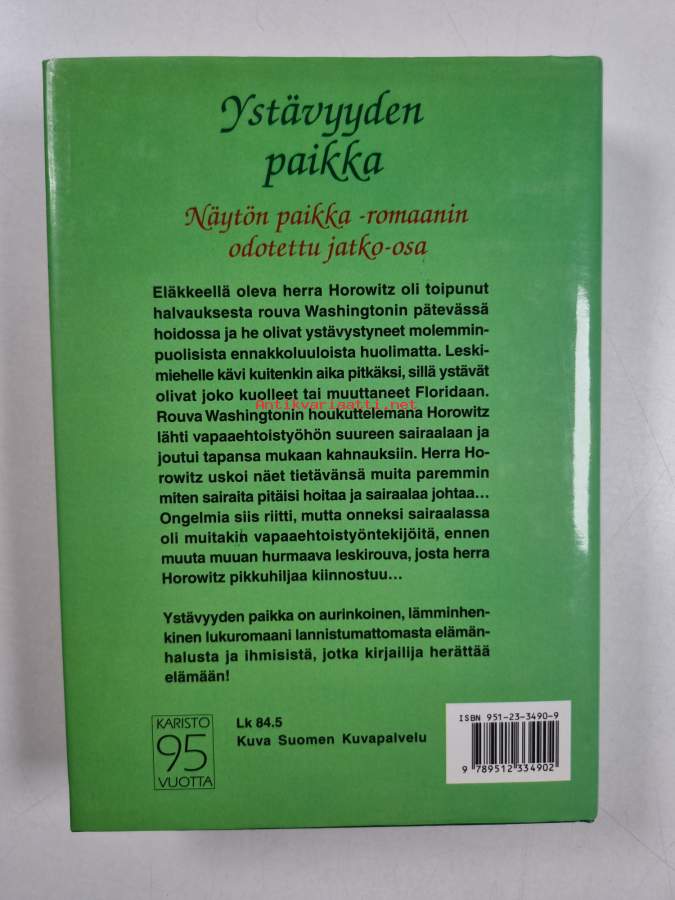 Ystävyyden
paikka
Näytön paikka -romaanin
odotettu jatko-osa
Eläkkeellä oleva herra Horowitz oli toipunut
halvauksesta rouva Washingtonin pätevässä
hoidossa ja he olivat ystävystyneet molemmin-
puolisista ennakkoluuloista huolimatta. Leski-
miehelle kävi kuitenkin aika pitkäksi, sillä ystävät
olivat joko kuolleet tai muuttaneet Floridaan.
Antikvariaatti.net
Rouva Washingtonin houkuttelemana Horowitz
lähti vapaaehtoistyöhön suureen sairaalaan ja
joutui tapansa mukaan kahnauksiin. Herra Ho-
rowitz uskoi näet tietävänsä muita paremmin
miten sairaita pitäisi hoitaa ja sairaalaa johtaa...
Ongelmia siis riitti, mutta onneksi sairaalassa
oli muitakin vapaaehtoistyöntekijöitä, ennen
muuta muuan hurmaava leskirouva, josta herra
Horowitz pikkuhiljaa kiinnostuu...
Ystävyyden paikka on aurinkoinen, lämminhen-
kinen lukuromaani lannistumattomasta elämän-
halusta ja ihmisistä, jotka kirjailija herättää
elämään!
KARISTO
95
VUOTTA
Lk 84.5
Kuva Suomen Kuvapalvelu
ISBN 951-23-3490-9
9 789512 334902